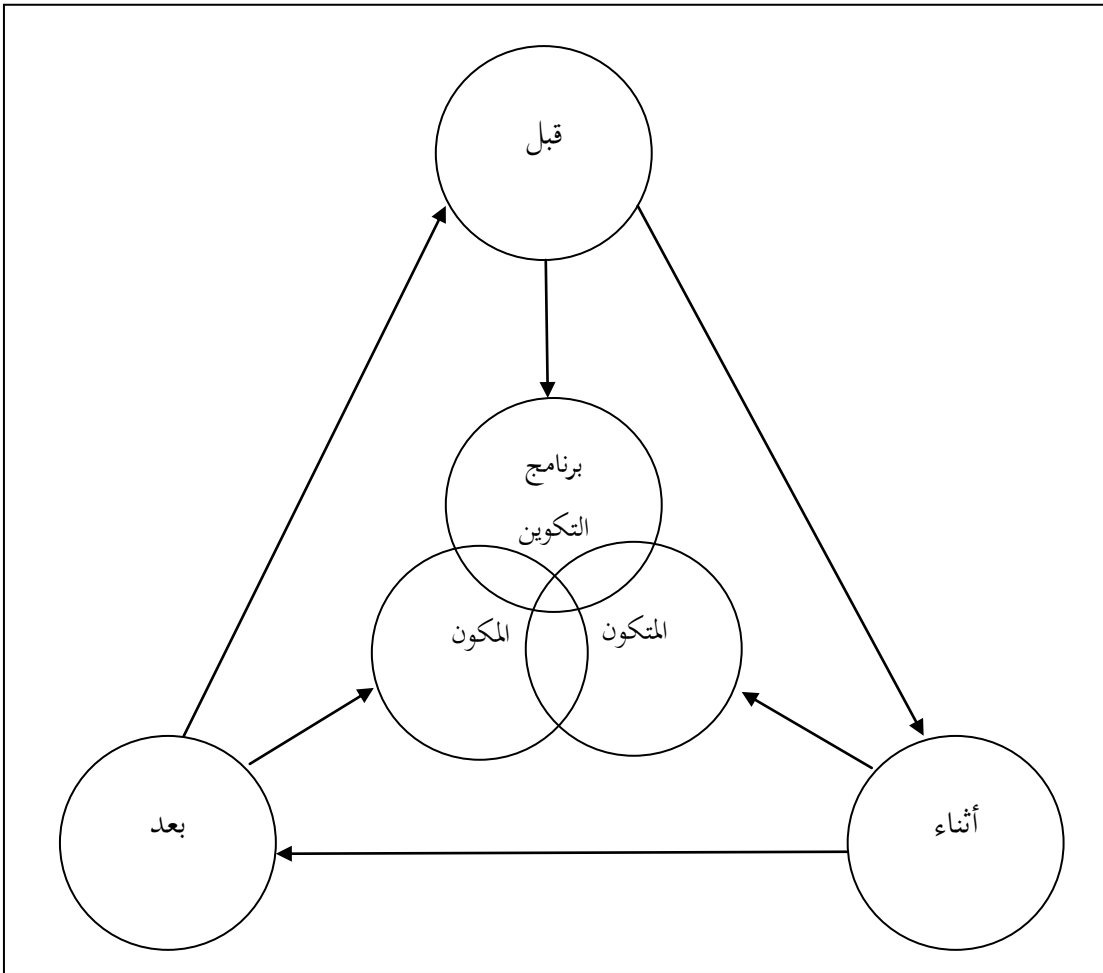 قبل
برنامج
التكوين
المتكون
المكون
أثناء
بعد